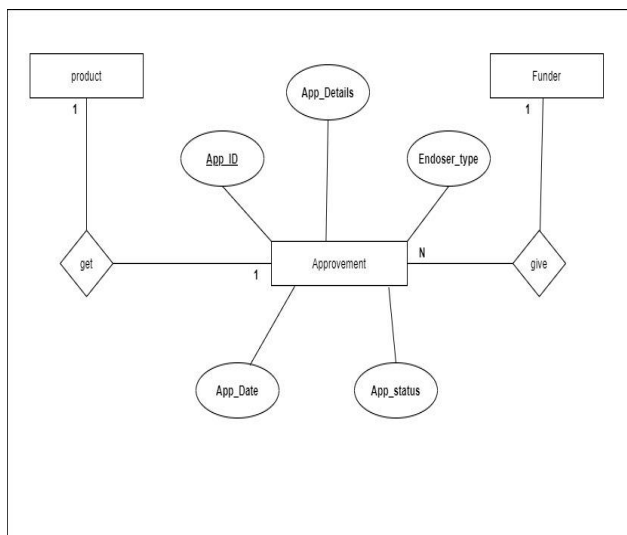 product
Funder
App_Details
1
1
App_ID
Endoser_type
get
Approvement
N
give
1
App_Date
App_status